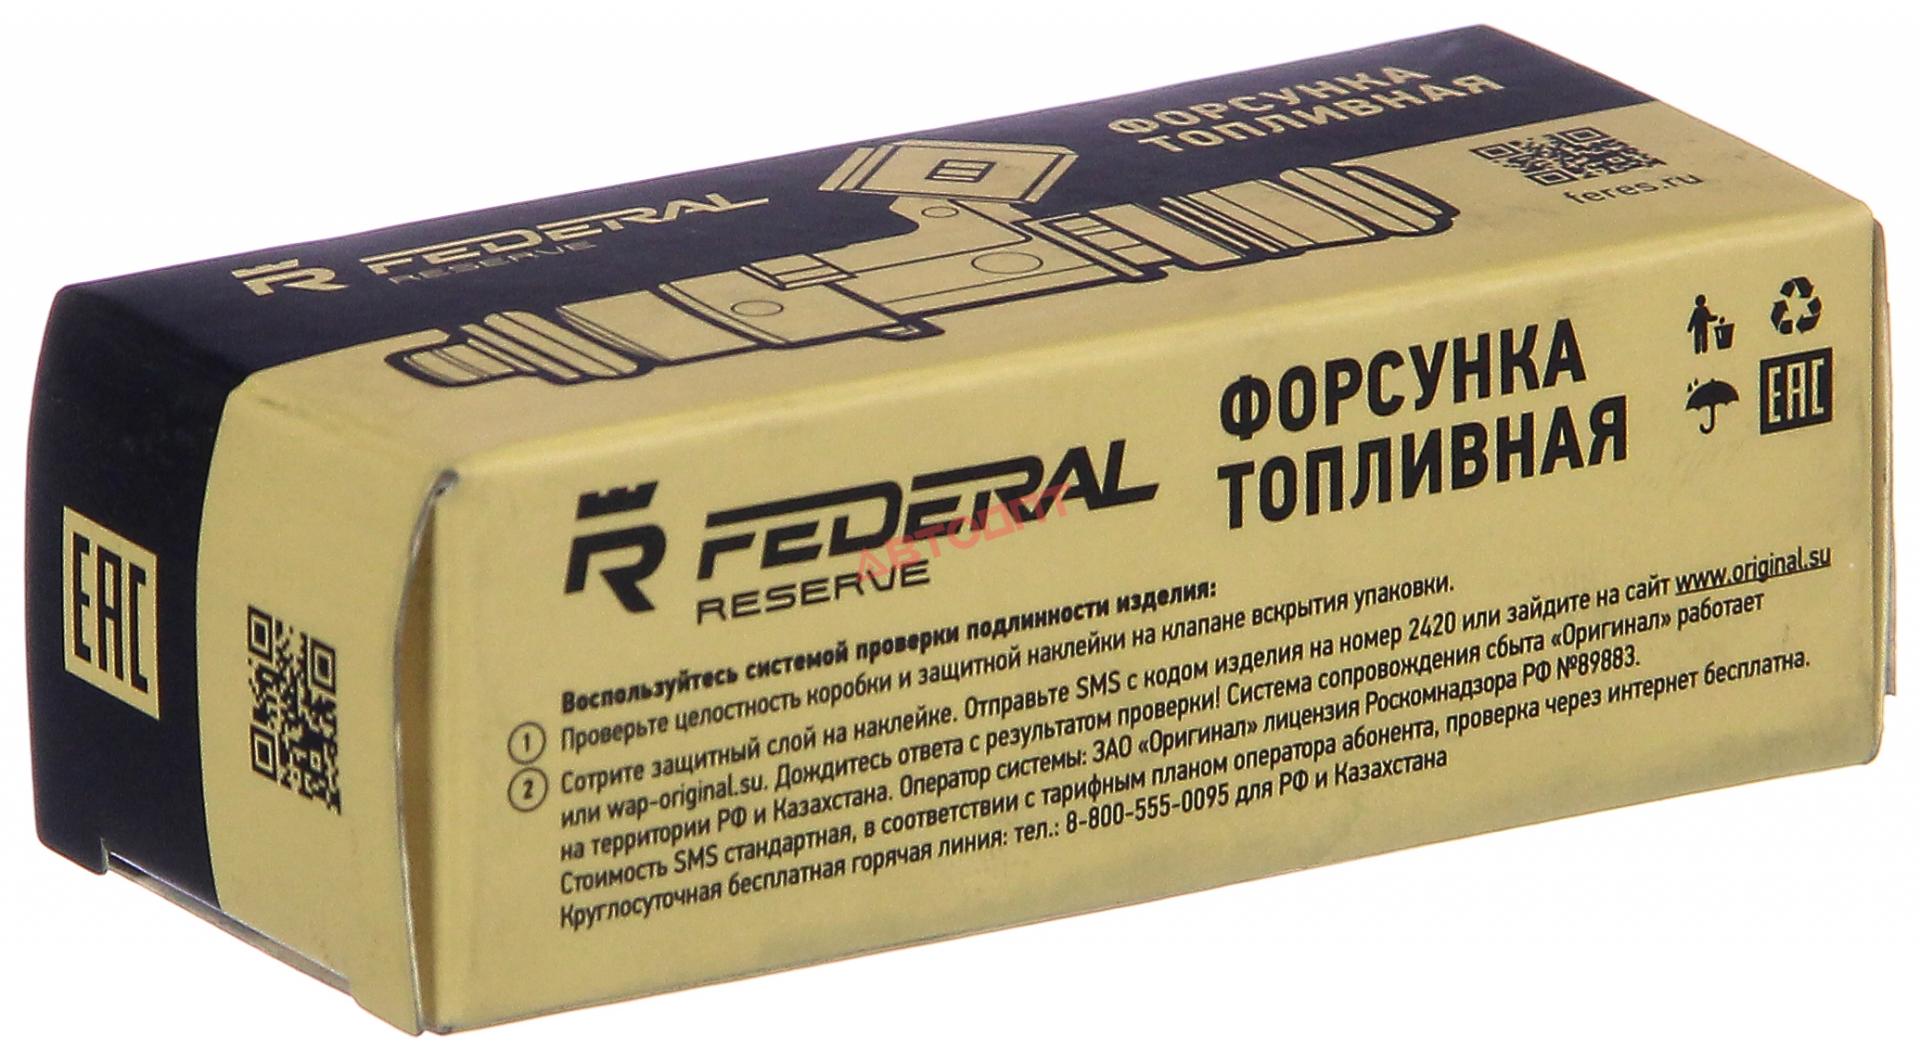 ФОРСУНКА
ТОПЛИВНАЯ
FEDERAL
RESERVE
feres.ru
R FEDERAL
RESERVE
ФОРСУНКА
ТОПЛИВНАЯ
EAC
EAC
АВТООПТ
Воспользуйтесь системой проверки подлинности изделия:
1 Проверьте целостность коробки и защитной наклейки на клапане вскрытия упаковки.
2 Сотрите защитный слой на наклейке. Отправьте SMS с кодом изделия на номер 2420 или зайдите на сайт www.original.su
или wap-original.su. Дождитесь ответа с результатом проверки! Система сопровождения сбыта «Оригинал» работает
на территории РФ и Казахстана. Оператор системы: ЗАО «Оригинал» лицензия Роскомнадзора РФ №89883.
Стоимость SMS стандартная, в соответствии с тарифным планом оператора абонента, проверка через интернет бесплатна.
Круглосуточная бесплатная горячая линия: тел.: 8-800-555-0095 для РФ и Казахстана